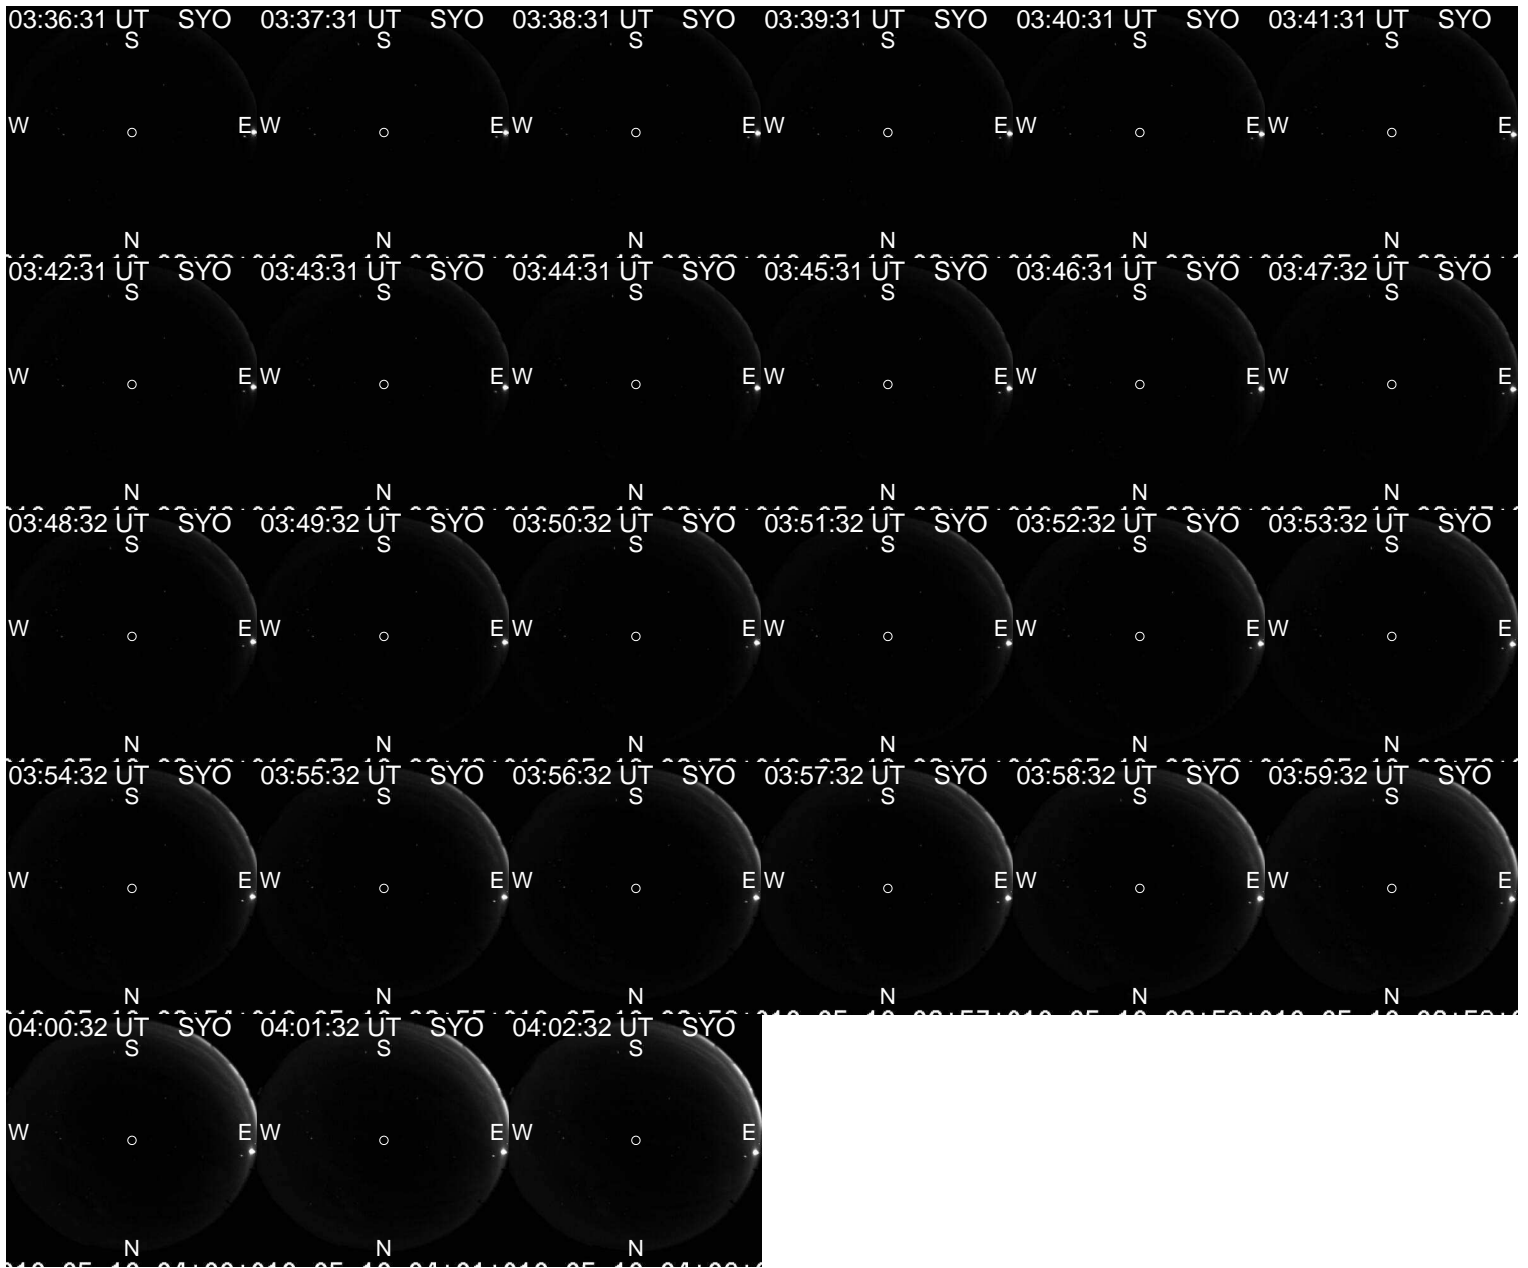 03:36:31 UT SYO 03:37:31 UT SYO 03:38:31 UT SYO 03:39:31 UT SYO 03:40:31 UT SYO 03:41:31 UT SYO
S S S S S S
W E W E W E W E W E W E
N N N N N N
03:42:31 UT SYO 03:43:31 UT SYO 03:44:31 UT SYO 03:45:31 UT SYO 03:46:31 UT SYO 03:47:32 UT SYO
S S S S S S
W E W E W E W E W E W E
N N N N N N
03:48:32 UT SYO 03:49:32 UT SYO 03:50:32 UT SYO 03:51:32 UT SYO 03:52:32 UT SYO 03:53:32 UT SYO
S S S S S S
W E W E W E W E W E W E
N N N N N N
03:54:32 UT SYO 03:55:32 UT SYO 03:56:32 UT SYO 03:57:32 UT SYO 03:58:32 UT SYO 03:59:32 UT SYO
S S S S S S
W E W E W E W E W E W E
N N N N N N
04:00:32 UT SYO 04:01:32 UT SYO 04:02:32 UT SYO
S S S
W E W E W E
N N N